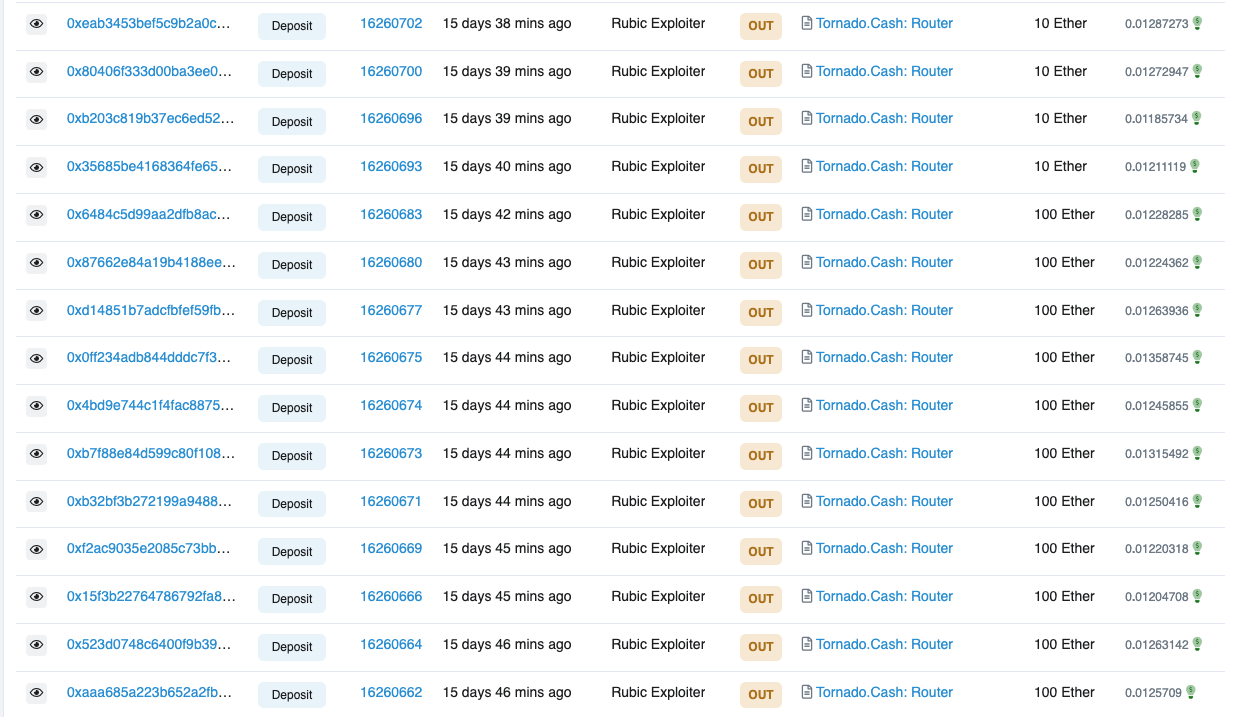 0xeab3453bef5c9b2a0c... Deposit 16260702 15 days 38 mins ago Rubic Exploiter OUT Tornado.Cash: Router 10 Ether 0.01287273
0x80406f333d00ba3ee0... Deposit 16260700 15 days 39 mins ago Rubic Exploiter OUT Tornado.Cash: Router 10 Ether 0.01272947
0xb203c819b37ec6ed52... Deposit 16260696 15 days 39 mins ago Rubic Exploiter OUT Tornado.Cash: Router 10 Ether 0.01185734
0x35685be4168364fe65... Deposit 16260693 15 days 40 mins ago Rubic Exploiter OUT Tornado.Cash: Router 10 Ether 0.01211119
0x6484c5d99aa2dfb8ac... Deposit 16260683 15 days 42 mins ago Rubic Exploiter OUT Tornado.Cash: Router 100 Ether 0.01228285
0x87662e84a19b4188ee... Deposit 16260680 15 days 43 mins ago Rubic Exploiter OUT Tornado.Cash: Router 100 Ether 0.01224362
0xd14851b7adcfbfef59fb... Deposit 16260677 15 days 43 mins ago Rubic Exploiter OUT Tornado.Cash: Router 100 Ether 0.01263936
0x0ff234adb844dddc7f3... Deposit 16260675 15 days 44 mins ago Rubic Exploiter OUT Tornado.Cash: Router 100 Ether 0.01358745
0x4bd9e744c1f4fac8875... Deposit 16260674 15 days 44 mins ago Rubic Exploiter OUT Tornado.Cash: Router 100 Ether 0.01245855
0xb7f88e84d599c80f108... Deposit 16260673 15 days 44 mins ago Rubic Exploiter OUT Tornado.Cash: Router 100 Ether 0.01315492
0xb32bf3b272199a9488... Deposit 16260671 15 days 44 mins ago Rubic Exploiter OUT Tornado.Cash: Router 100 Ether 0.01250416
0xf2ac9035e2085c73bb... Deposit 16260669 15 days 45 mins ago Rubic Exploiter OUT Tornado.Cash: Router 100 Ether 0.01220318
0x15f3b22764786792fa8... Deposit 16260666 15 days 45 mins ago Rubic Exploiter OUT Tornado.Cash: Router 100 Ether 0.01204708
0x523d0748c6400f9b39... Deposit 16260664 15 days 46 mins ago Rubic Exploiter OUT Tornado.Cash: Router 100 Ether 0.01263142
0xaaa685a223b652a2fb... Deposit 16260662 15 days 46 mins ago Rubic Exploiter OUT Tornado.Cash: Router 100 Ether 0.0125709